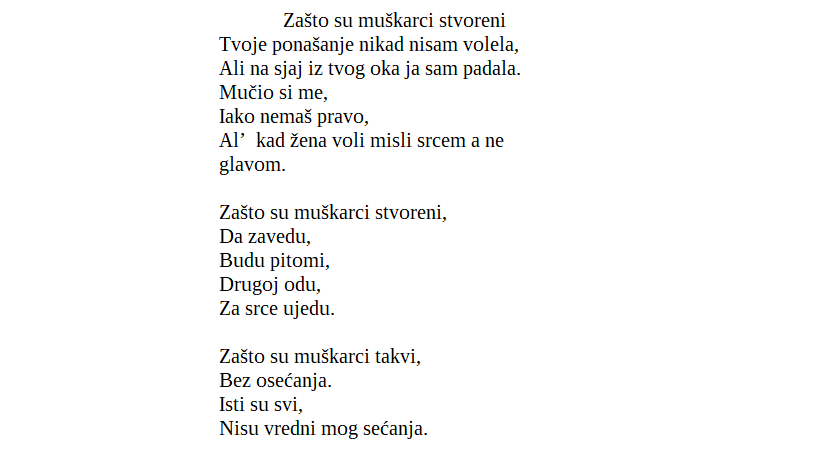 Zašto su muškarci stvoreni
Tvoje ponašanje nikad nisam volela,
Ali na sjaj iz tvog oka ja sam padala.
Mučio si me,
Iako nemaš pravo,
Al’  kad žena voli misli srcem a ne
glavom.

Zašto su muškarci stvoreni,
Da zavedu,
Budu pitomi,
Drugoj odu,
Za srce ujedu.

Zašto su muškarci takvi,
Bez osećanja.
Isti su svi,
Nisu vredni mog sećanja.